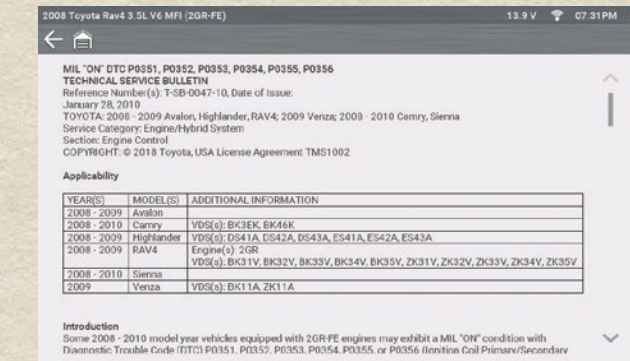 2008 Toyota Rav4 3.5L V6 MFI (2GR-FE) 13.9 V 07:31PM
MIL "ON" DTC P0351, P0352, P0353, P0354, P0355, P0356
TECHNICAL SERVICE BULLETIN
Reference Number(s): T-SB-0047-10, Date of Issue:
January 28, 2010
TOYOTA: 2008 - 2009 Avalon, Highlander, RAV4; 2009 Venza; 2008 - 2010 Camry, Sienna
Service Category: Engine/Hybrid System
Section: Engine Control
COPYRIGHT: © 2018 Toyota, USA License Agreement TMS1002
Applicability
YEAR(S) MODEL(S) ADDITIONAL INFORMATION
2008 - 2009 Avalon
2008 - 2010 Camry VDS(s): BK3EK, BK46K
2008 - 2009 Highlander VDS(s): DS41A, DS42A, DS43A, ES41A, ES42A, ES43A
2008 - 2009 RAV4 Engine(s): 2GR
VDS(s): BK31V, BK32V, BK33V, BK34V, BK35V, ZK31V, ZK32V, ZK33V, ZK34V, ZK35V
2008 - 2010 Sienna
2009 Venza VDS(s): BK11A, ZK11A
Introduction
Some 2008 - 2010 model year vehicles equipped with 2GR-FE engines may exhibit a MIL "ON" condition with
Diagnostic Trouble Code (DTC) P0351, P0352, P0353, P0354, P0355, or P0356 (Ignition Coil Primary/Secondary